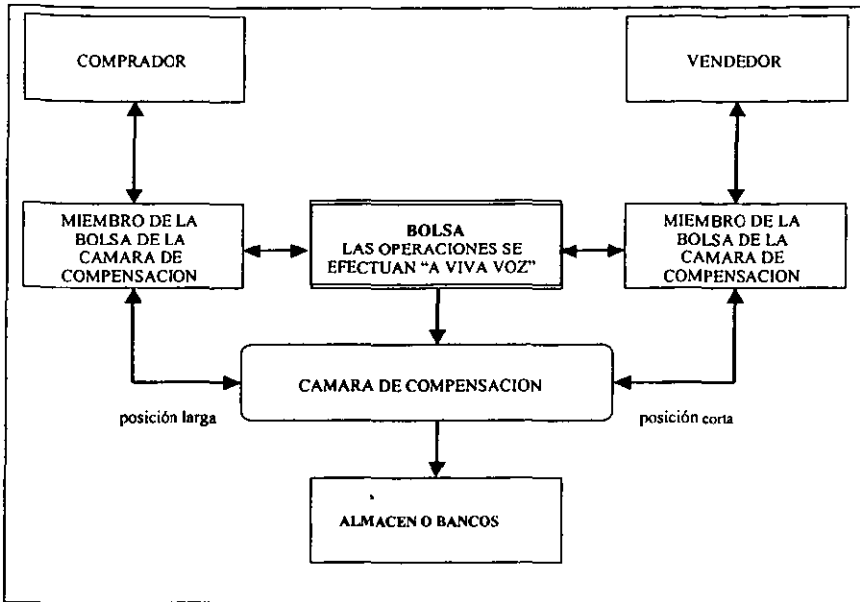 COMPRADOR
VENDEDOR
MIEMBRO DE LA
BOLSA DE LA
CAMARA DE
COMPENSACION
BOLSA
LAS OPERACIONES SE
EFECTUAN “A VIVA VOZ”
MIEMBRO DE LA
BOLSA DE LA
CAMARA DE
COMPENSACION
CAMARA DE COMPENSACION
posición larga
posición corta
ALMACEN O BANCOS